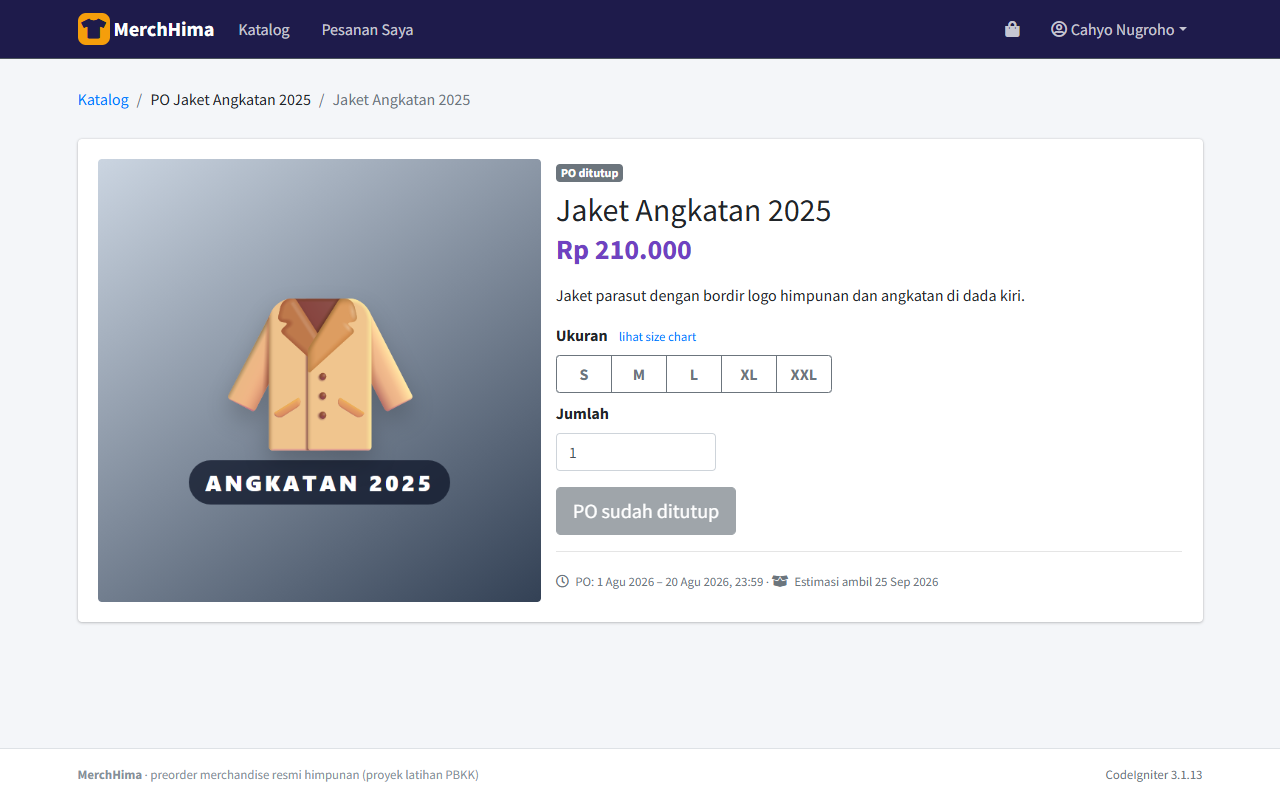 MerchHima Katalog Pesanan Saya Cahyo Nugroho
Katalog / PO Jaket Angkatan 2025 / Jaket Angkatan 2025
PO ditutup
Jaket Angkatan 2025
Rp 210.000
Jaket parasut dengan bordir logo himpunan dan angkatan di dada kiri.
Ukuran lihat size chart
S M L XL XXL
Jumlah
1
ANGKATAN 2025
PO sudah ditutup
PO: 1 Agu 2026 – 20 Agu 2026, 23:59 · Estimasi ambil 25 Sep 2026
MerchHima · preorder merchandise resmi himpunan (proyek latihan PBKK) CodeIgniter 3.1.13